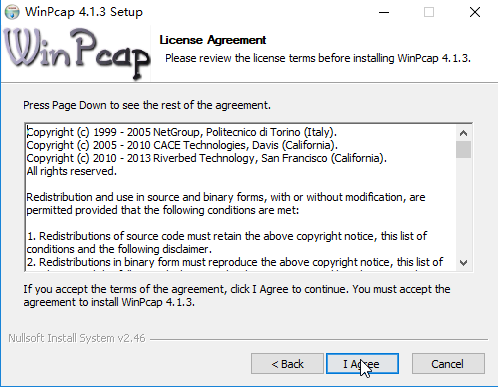 WinPcap 4.1.3 Setup
WinPcap
License Agreement
Please review the license terms before installing WinPcap 4.1.3.
Press Page Down to see the rest of the agreement.
Copyright (c) 1999 - 2005 NetGroup, Politecnico di Torino (Italy).
Copyright (c) 2005 - 2010 CACE Technologies, Davis (California).
Copyright (c) 2010 - 2013 Riverbed Technology, San Francisco (California).
All rights reserved.
Redistribution and use in source and binary forms, with or without modification, are
permitted provided that the following conditions are met:
1. Redistributions of source code must retain the above copyright notice, this list of
conditions and the following disclaimer.
2. Redistributions in binary form must reproduce the above copyright notice, this list of
If you accept the terms of the agreement, click I Agree to continue. You must accept the
agreement to install WinPcap 4.1.3.
Nullsoft Install System v2.46
< Back
I Agree
Cancel